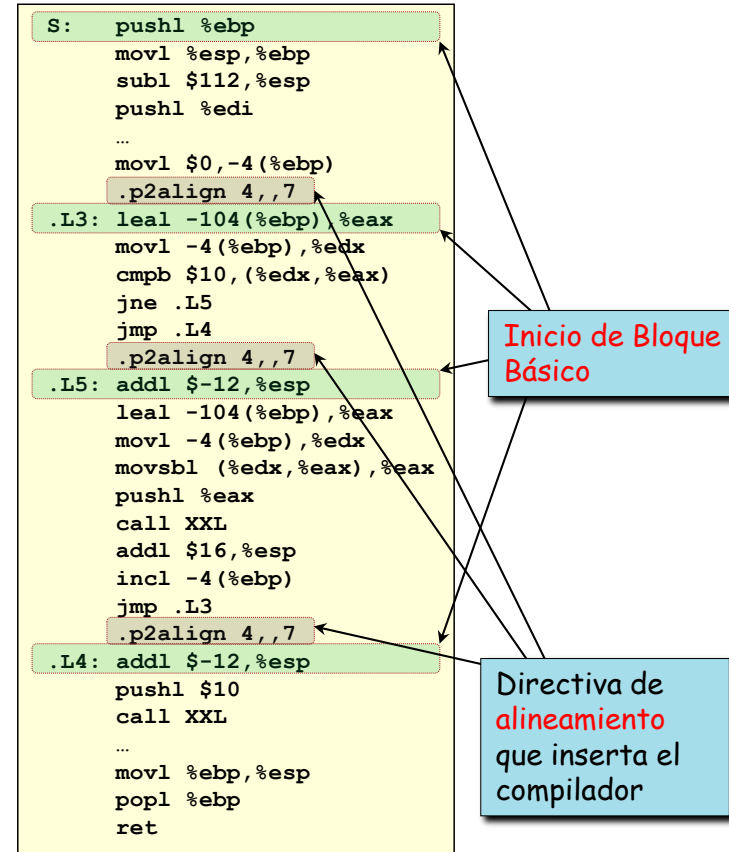 S: pushl %ebp
movl %esp,%ebp
subl $112,%esp
pushl %edi
…
movl $0,-4(%ebp)
.p2align 4,,7
.L3: leal -104(%ebp),%eax
movl -4(%ebp),%edx
cmpb $10,(%edx,%eax)
jne .L5
jmp .L4
.p2align 4,,7
.L5: addl $-12,%esp
leal -104(%ebp),%eax
movl -4(%ebp),%edx
movsbl (%edx,%eax),%eax
pushl %eax
call XXL
addl $16,%esp
incl -4(%ebp)
jmp .L3
.p2align 4,,7
.L4: addl $-12,%esp
pushl $10
call XXL
…
movl %ebp,%esp
popl %ebp
ret
Inicio de Bloque
Básico
Directiva de
alineamiento
que inserta el
compilador